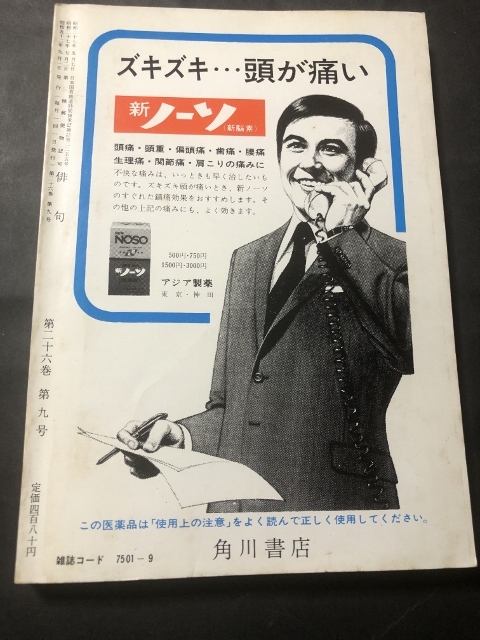 ズキズキ…頭が痛い
新ノーソ
(新脳素)
頭痛・頭重・偏頭痛・歯痛・腰痛
生理痛・関節痛・肩こりの痛みに
不快な痛みは、いっときも早く治したいも
のです。ズキズキ頭が痛いとき、新ノーソ
のすぐれた鎮痛効果をおすすめします。そ
の他の上記の痛みにも、よく効きます。
NEW
NOSO
新ノーソ
500円・750円
1500円・3000円
アジア製薬
東京・神田
この医薬品は「使用上の注意」をよく読んで正しく使用してください。
角川書店
雑誌コード 7501-9
俳句
第二十六巻 第九号
定価四百八十円